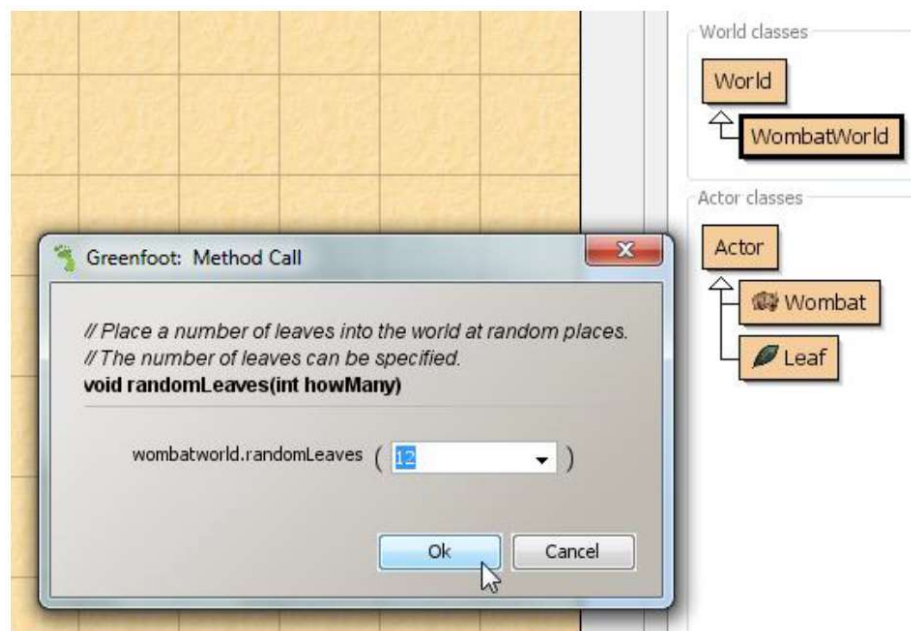 World classes
World
WombatWorld
Actor classes
Actor
Wombat
Leaf
Greenfoot: Method Call
// Place a number of leaves into the world at random places.
// The number of leaves can be specified.
void randomLeaves(int howMany)
wombatworld.randomLeaves ( 12 )
Ok Cancel